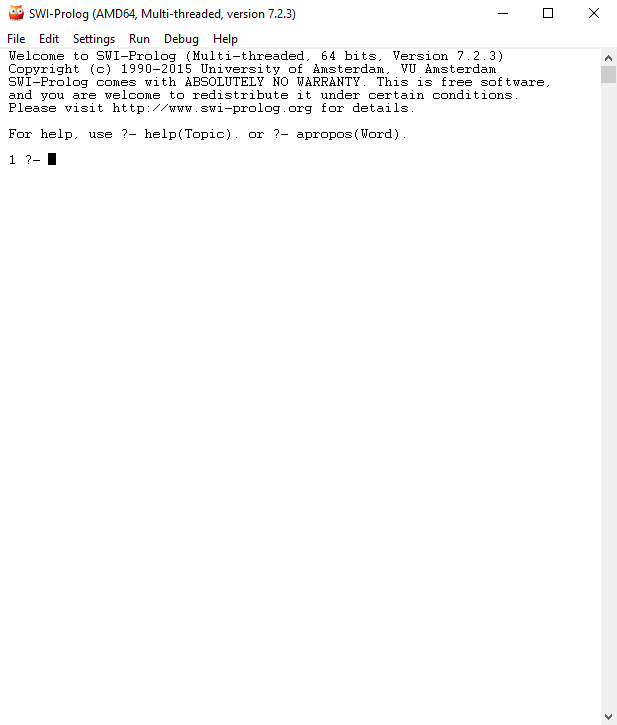 SWI-Prolog (AMD64, Multi-threaded, version 7.2.3)
File Edit Settings Run Debug Help
Welcome to SWI-Prolog (Multi-threaded, 64 bits, Version 7.2.3)
Copyright (c) 1990-2015 University of Amsterdam, VU Amsterdam
SWI-Prolog comes with ABSOLUTELY NO WARRANTY. This is free software,
and you are welcome to redistribute it under certain conditions.
Please visit http://www.swi-prolog.org for details.
For help, use ?- help(Topic). or ?- apropos(Word).
1 ?-